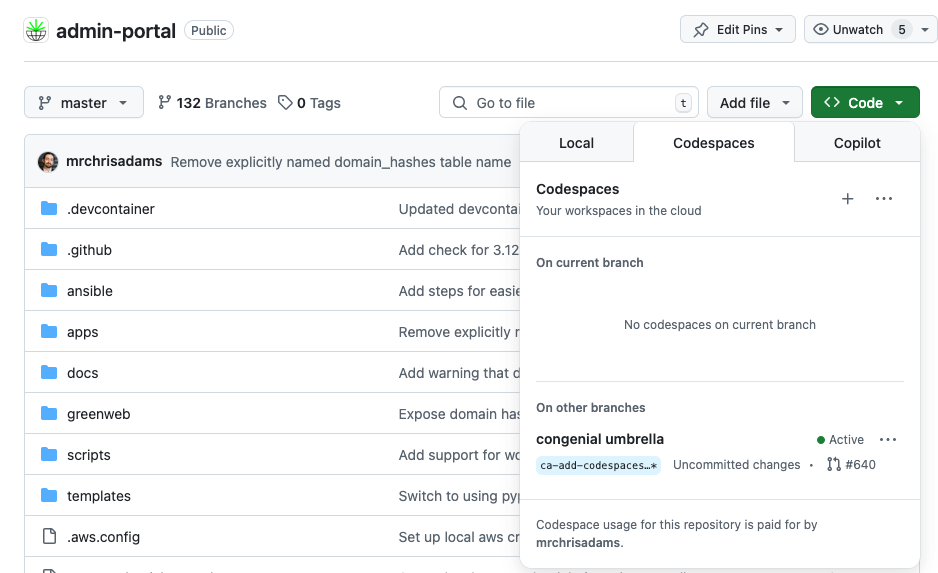 admin-portal Public Edit Pins Unwatch 5
master 132 Branches 0 Tags Go to file t Add file Code
Local Codespaces Copilot
mrchrisadams Remove explicitly named domain_hashes table name
Codespaces
Your workspaces in the cloud
.devcontainer Updated devcontai
.github Add check for 3.12
On current branch
ansible Add steps for easie
apps Remove explicitly r
No codespaces on current branch
docs Add warning that d
greenweb Expose domain has
On other branches
scripts Add support for wo
congenial umbrella Active
ca-add-codespaces…* Uncommitted changes • #640
templates Switch to using pyp
.aws.config Set up local aws cr
Codespace usage for this repository is paid for by
mrchrisadams.